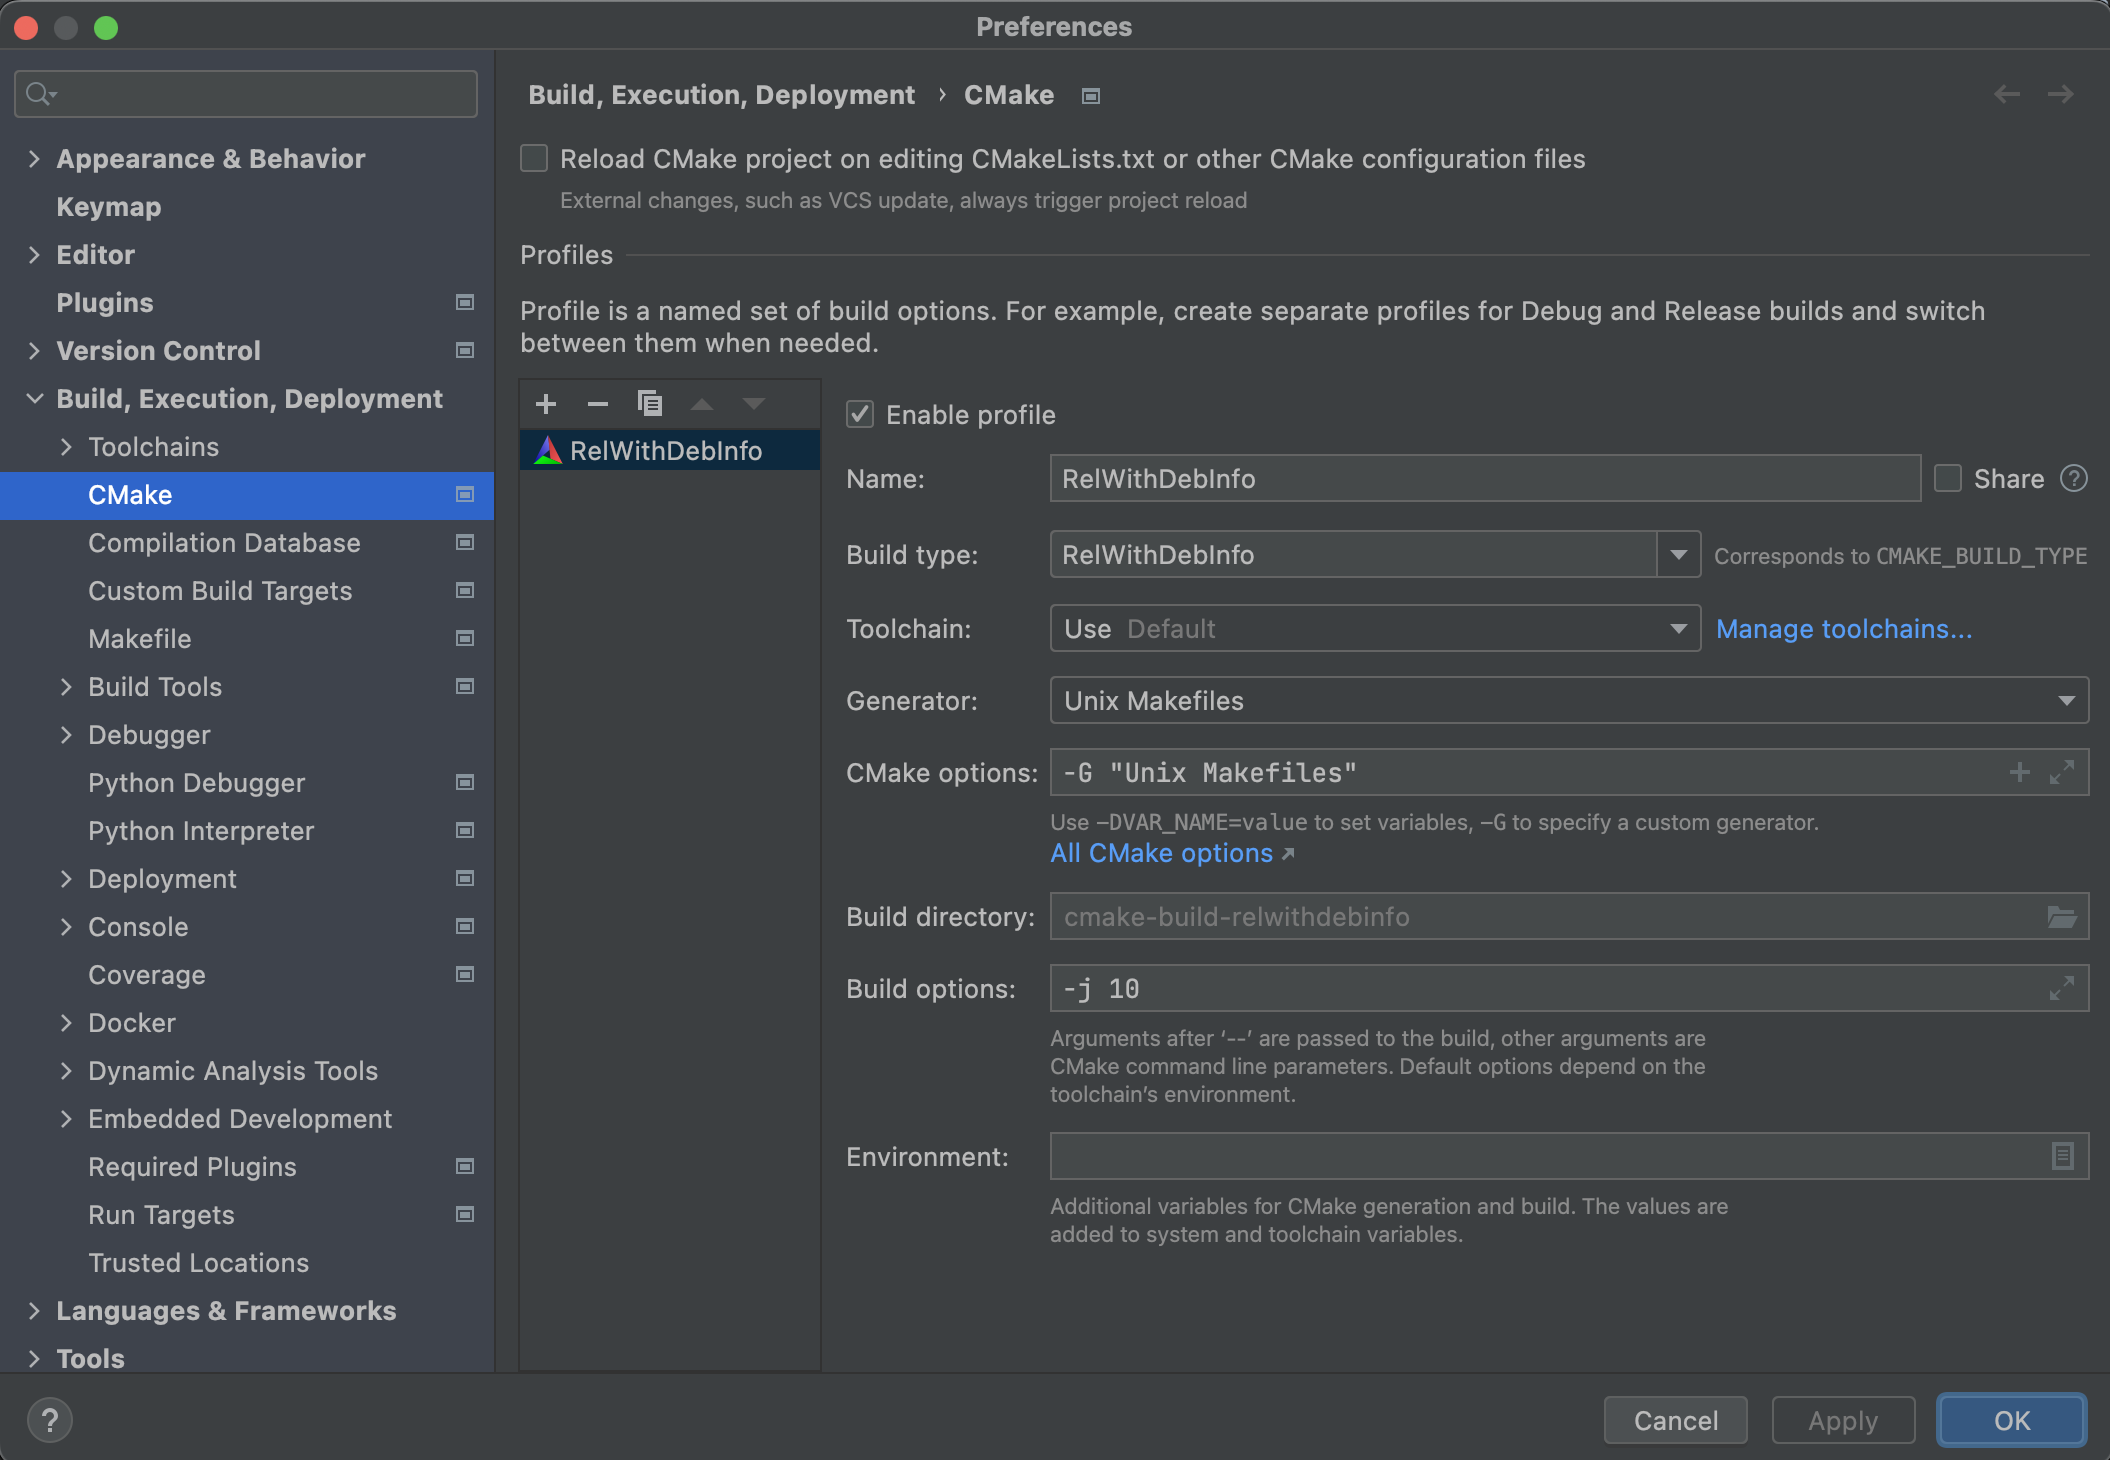 Preferences
Appearance & Behavior
Keymap
Editor
Plugins
Version Control
Build, Execution, Deployment
Toolchains
CMake
Compilation Database
Custom Build Targets
Makefile
Build Tools
Debugger
Python Debugger
Python Interpreter
Deployment
Console
Coverage
Docker
Dynamic Analysis Tools
Embedded Development
Required Plugins
Run Targets
Trusted Locations
Languages & Frameworks
Tools
Build, Execution, Deployment › CMake
Reload CMake project on editing CMakeLists.txt or other CMake configuration files
External changes, such as VCS update, always trigger project reload
Profiles
Profile is a named set of build options. For example, create separate profiles for Debug and Release builds and switch
between them when needed.
RelWithDebInfo
Enable profile
Name: RelWithDebInfo Share ?
Build type: RelWithDebInfo Corresponds to CMAKE_BUILD_TYPE
Toolchain: Use Default Manage toolchains...
Generator: Unix Makefiles
CMake options: -G "Unix Makefiles"
Use –DVAR_NAME=value to set variables, –G to specify a custom generator.
All CMake options ↗
Build directory: cmake-build-relwithdebinfo
Build options: -j 10
Arguments after ‘--’ are passed to the build, other arguments are
CMake command line parameters. Default options depend on the
toolchain’s environment.
Environment:
Additional variables for CMake generation and build. The values are
added to system and toolchain variables.
? Cancel Apply OK